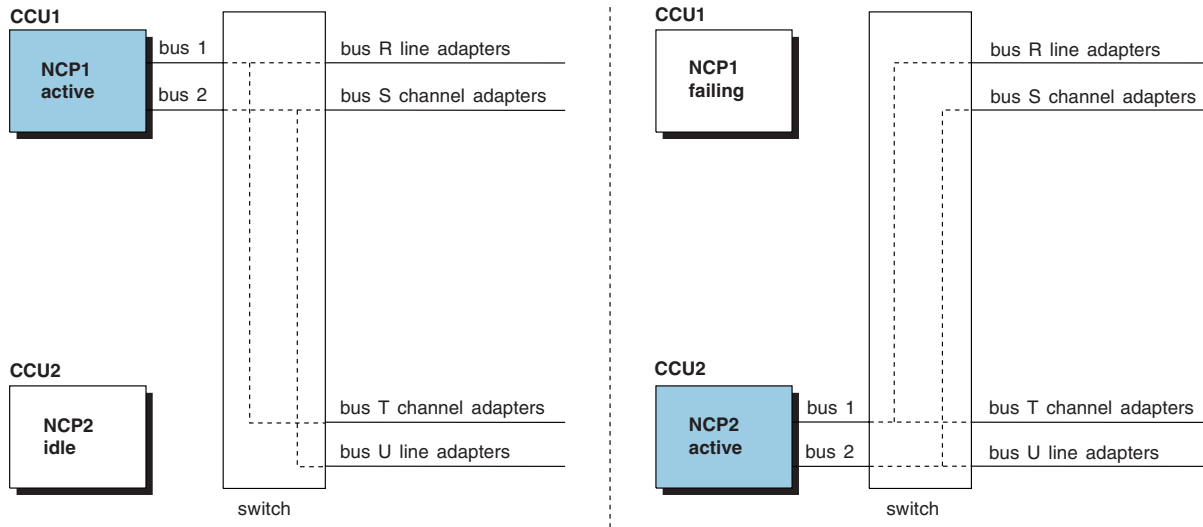 CCU1
NCP1
active
bus 1
bus 2
bus R line adapters
bus S channel adapters
CCU2
NCP2
idle
bus T channel adapters
bus U line adapters
switch
CCU1
NCP1
failing
bus R line adapters
bus S channel adapters
CCU2
NCP2
active
bus 1
bus 2
bus T channel adapters
bus U line adapters
switch